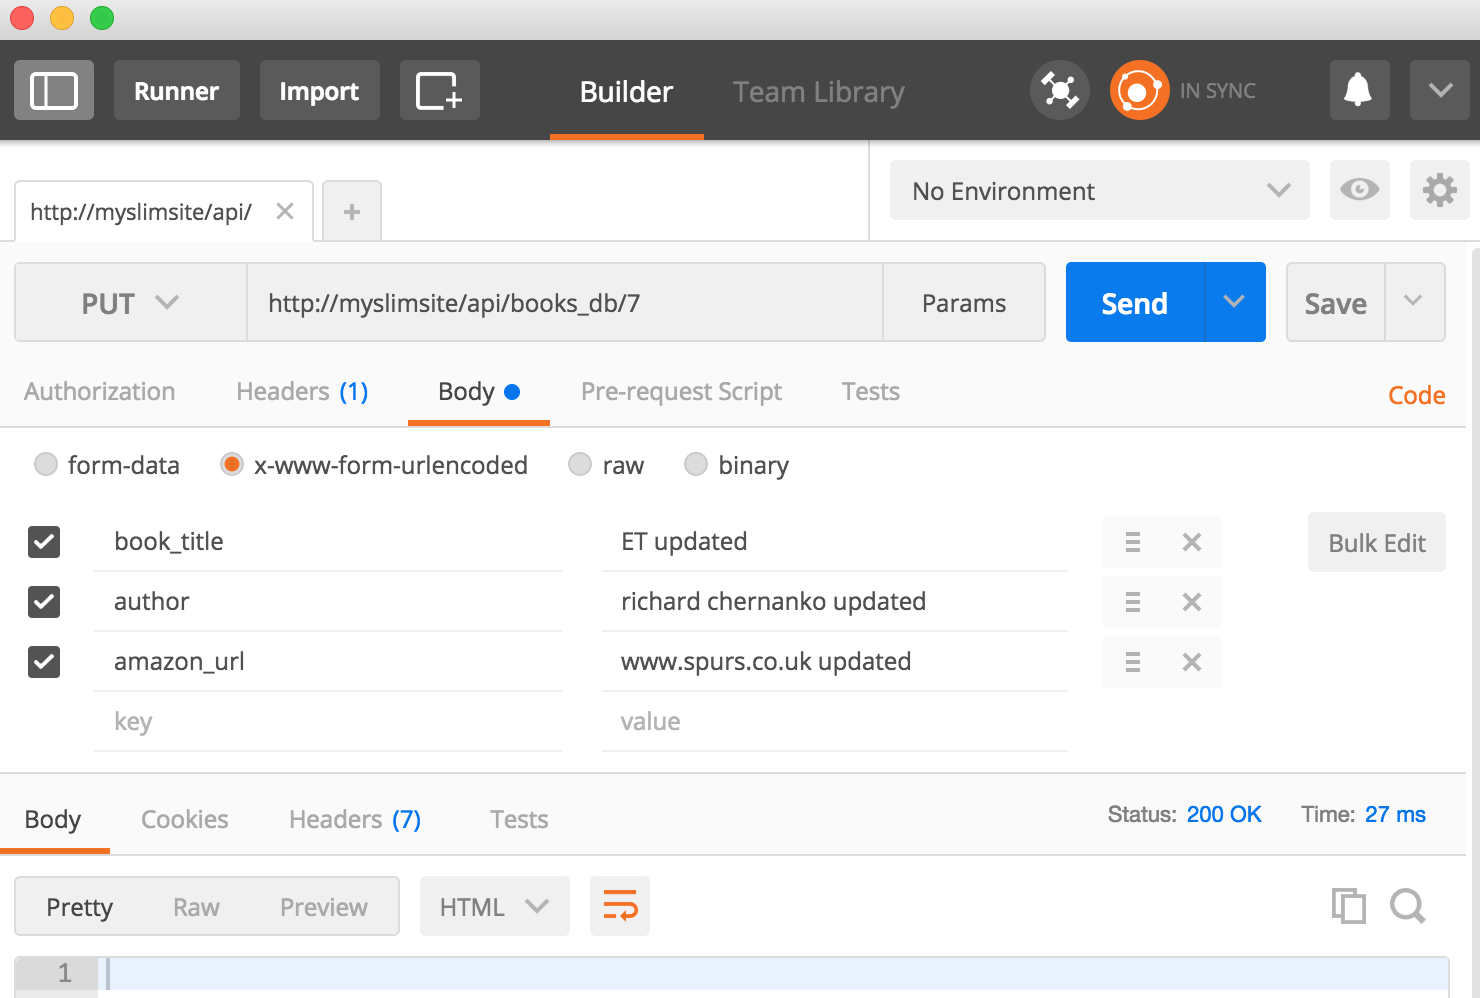 Runner Import Builder Team Library IN SYNC
No Environment
http://myslimsite/api/
PUT http://myslimsite/api/books_db/7 Params Send Save
Authorization Headers (1) Body Pre-request Script Tests Code
form-data x-www-form-urlencoded raw binary
book_title ET updated Bulk Edit
author richard chernanko updated
amazon_url www.spurs.co.uk updated
key value
Body Cookies Headers (7) Tests Status: 200 OK Time: 27 ms
Pretty Raw Preview HTML
1